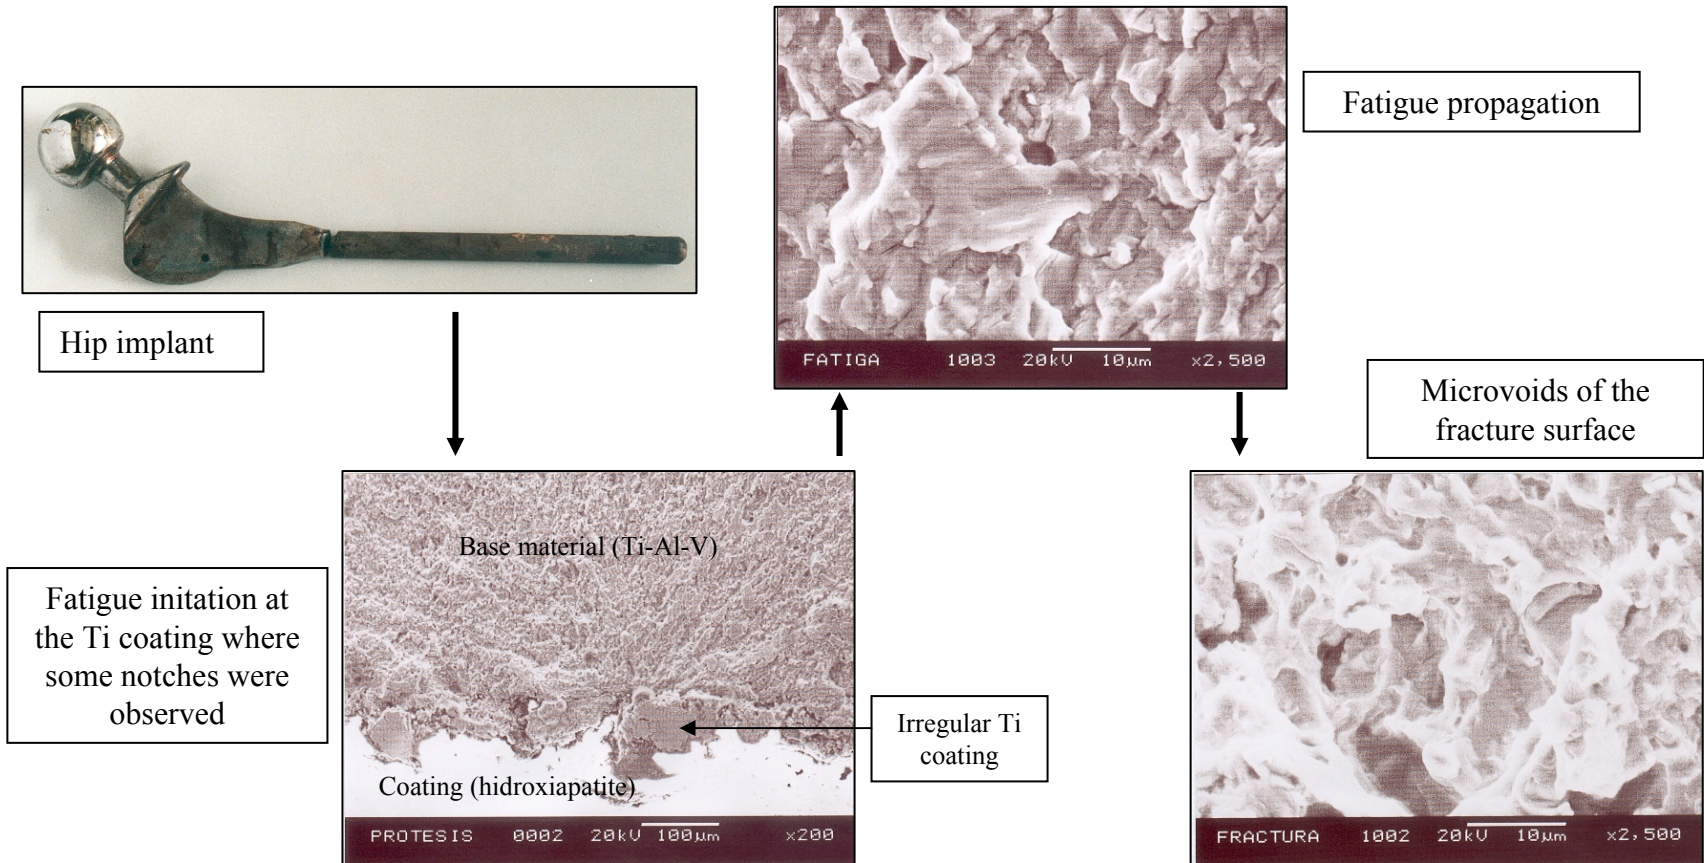 Hip implant
Fatigue propagation
FATIGA 1003 20kV 10µm x2,500
Microvoids of the
fracture surface
Fatigue initation at
the Ti coating where
some notches were
observed
Base material (Ti-Al-V)
Coating (hidroxiapatite)
PROTESIS 0002 20kV 100µm x200
Irregular Ti
coating
FRACTURA 1002 20kV 10µm x2,500